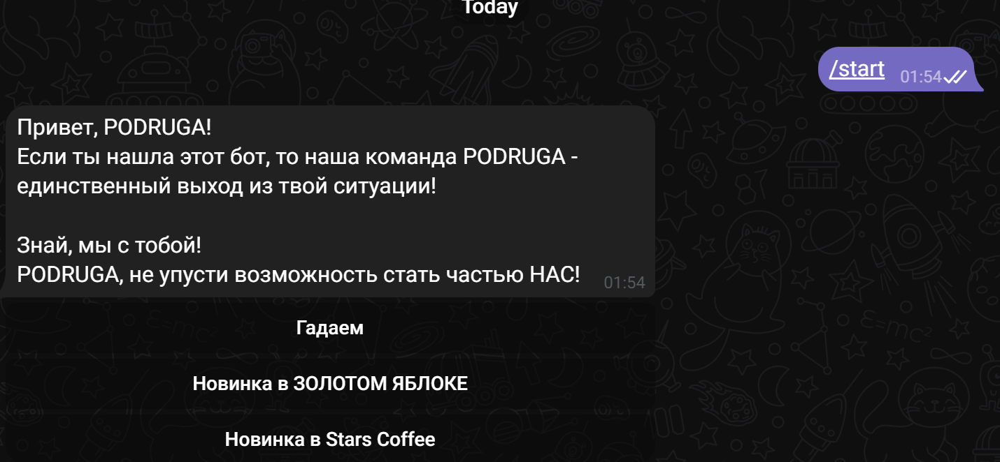 Today
/start 01:54
Привет, PODRUGA!
Если ты нашла этот бот, то наша команда PODRUGA -
единственный выход из твой ситуации!
Знай, мы с тобой!
PODRUGA, не упусти возможность стать частью НАС! 01:54
Гадаем
Новинка в ЗОЛОТОМ ЯБЛОКЕ
Новинка в Stars Coffee
E=mc²
E=mc²